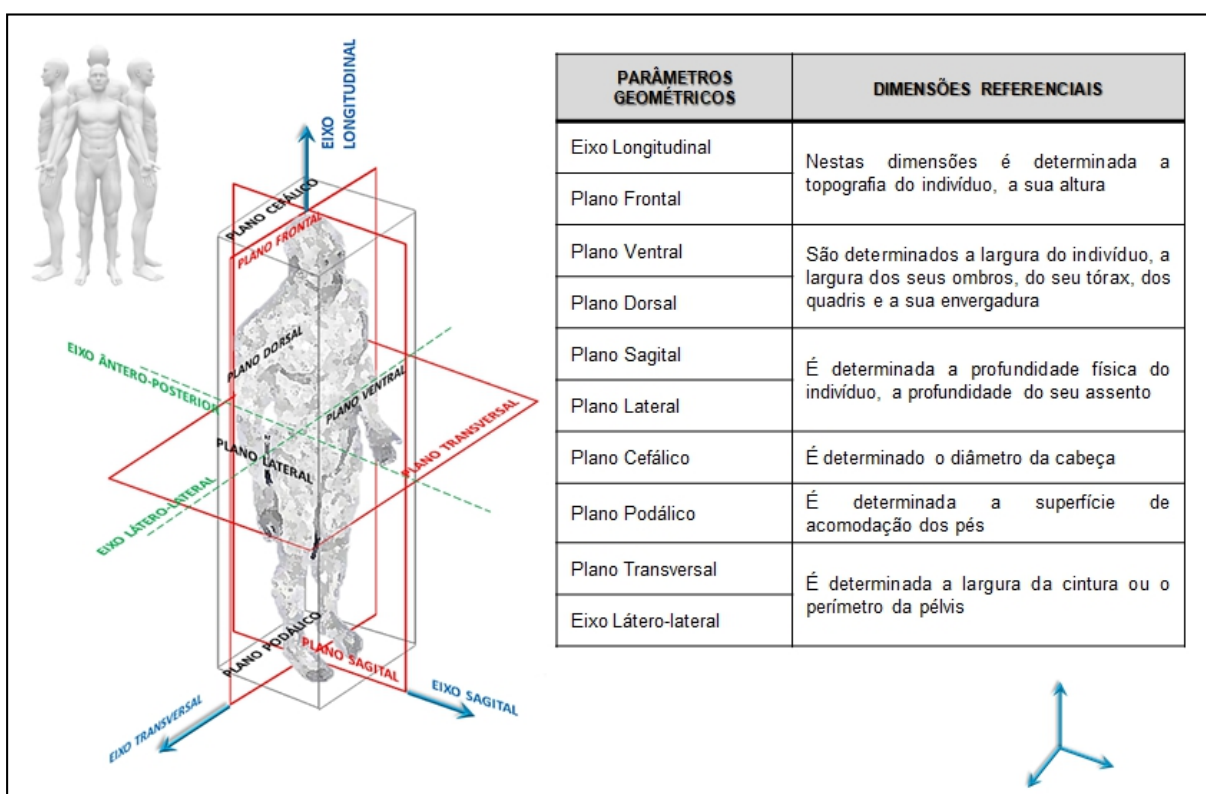 EIXO
LONGITUDINAL
PLANO CEFÁLICO
PLANO FRONTAL
PLANO DORSAL
EIXO ÂNTERO-POSTERIOR
PLANO VENTRAL
PLANO TRANSVERSAL
PLANO LATERAL
EIXO LÁTERO-LATERAL
PLANO PODÁLICO
PLANO SAGITAL
EIXO SAGITAL
EIXO TRANSVERSAL
PARÂMETROS
GEOMÉTRICOS
DIMENSÕES REFERENCIAIS
Eixo Longitudinal
Plano Frontal
Nestas dimensões é determinada a
topografia do indivíduo, a sua altura
Plano Ventral
Plano Dorsal
São determinados a largura do indivíduo, a
largura dos seus ombros, do seu tórax, dos
quadris e a sua envergadura
Plano Sagital
Plano Lateral
É determinada a profundidade física do
indivíduo, a profundidade do seu assento
Plano Cefálico
É determinado o diâmetro da cabeça
Plano Podálico
É determinada a superfície de
acomodação dos pés
Plano Transversal
Eixo Látero-lateral
É determinada a largura da cintura ou o
perímetro da pélvis